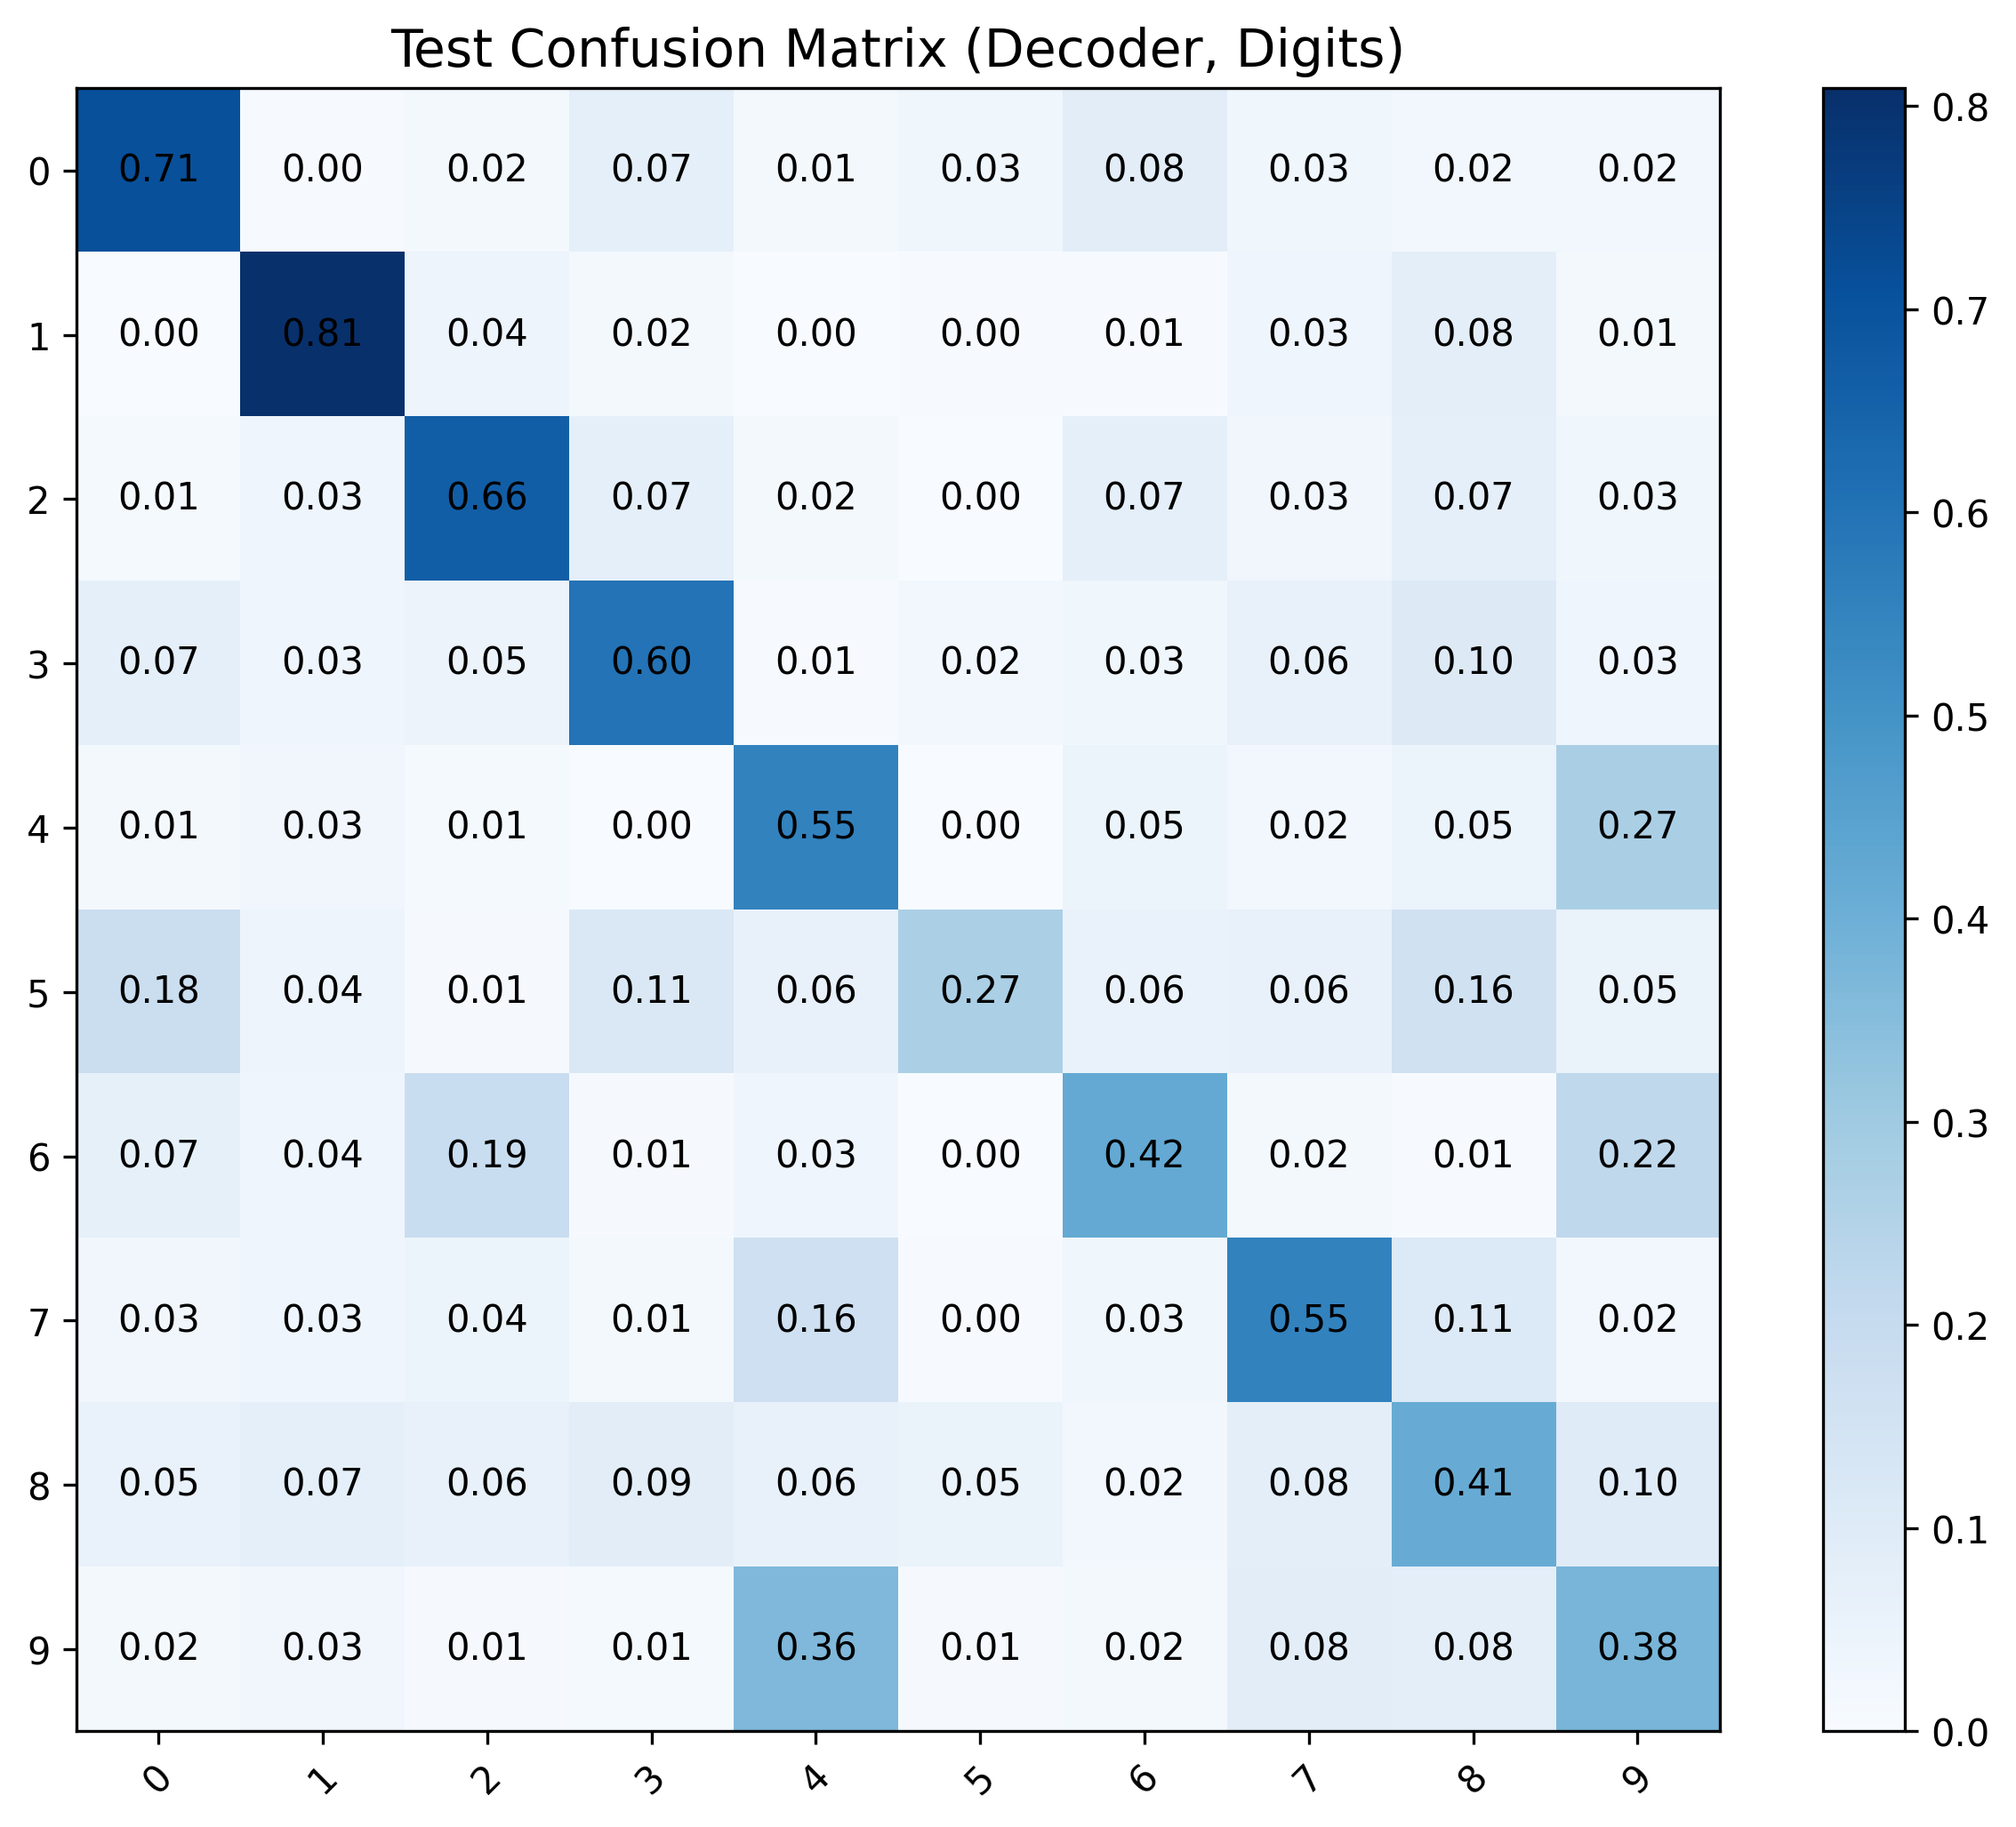 Test Confusion Matrix (Decoder, Digits)
0 0.71 0.00 0.02 0.07 0.01 0.03 0.08 0.03 0.02 0.02
1 0.00 0.81 0.04 0.02 0.00 0.00 0.01 0.03 0.08 0.01
2 0.01 0.03 0.66 0.07 0.02 0.00 0.07 0.03 0.07 0.03
3 0.07 0.03 0.05 0.60 0.01 0.02 0.03 0.06 0.10 0.03
4 0.01 0.03 0.01 0.00 0.55 0.00 0.05 0.02 0.05 0.27
5 0.18 0.04 0.01 0.11 0.06 0.27 0.06 0.06 0.16 0.05
6 0.07 0.04 0.19 0.01 0.03 0.00 0.42 0.02 0.01 0.22
7 0.03 0.03 0.04 0.01 0.16 0.00 0.03 0.55 0.11 0.02
8 0.05 0.07 0.06 0.09 0.06 0.05 0.02 0.08 0.41 0.10
9 0.02 0.03 0.01 0.01 0.36 0.01 0.02 0.08 0.08 0.38
0 1 2 3 4 5 6 7 8 9
0.8
0.7
0.6
0.5
0.4
0.3
0.2
0.1
0.0